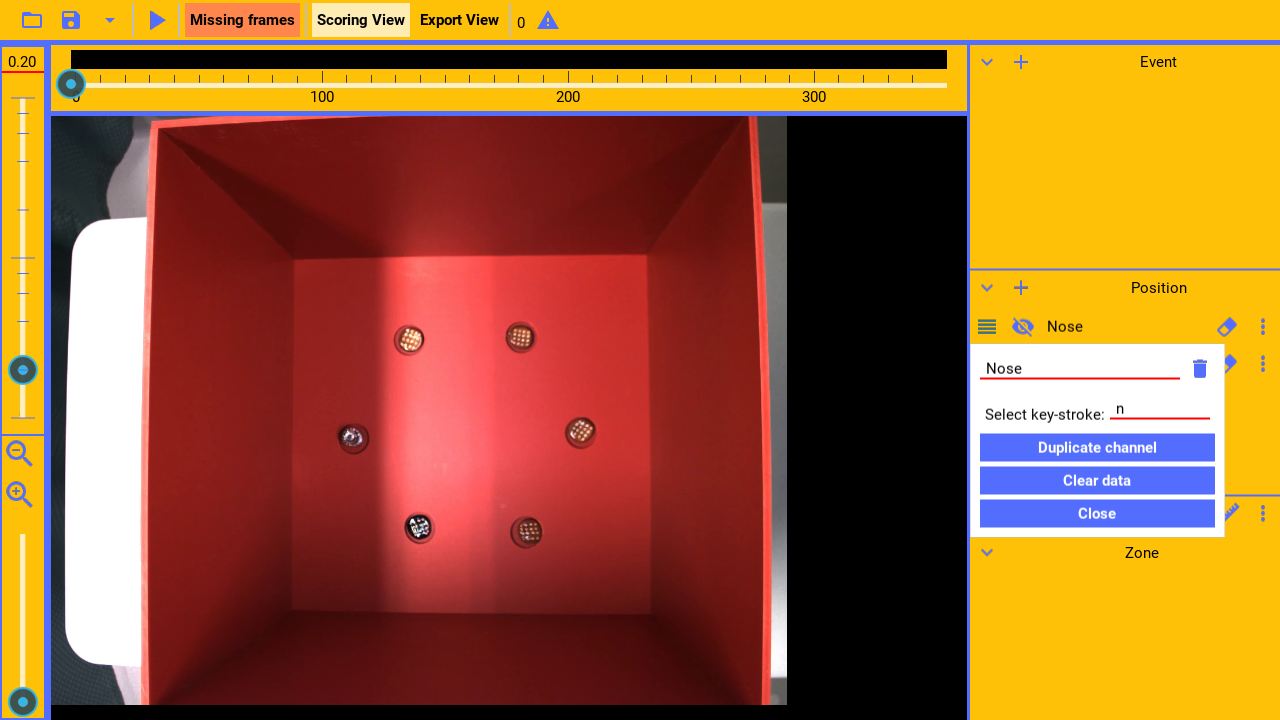 Missing frames Scoring View Export View 0
0.20
0 100 200 300
Event
Position
Nose
Nose
Select key-stroke: n
Duplicate channel
Clear data
Close
Zone